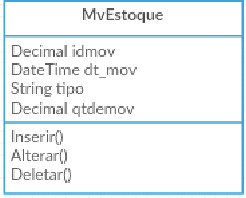 MvEstoque
Decimal idmov
DateTime dt_mov
String tipo
Decimal qtdemov
Inserir()
Alterar()
Deletar()